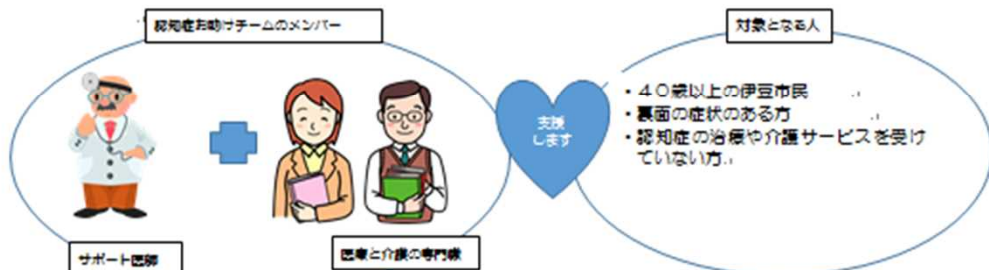 認知症お助けチームのメンバー
対象となる人
・40歳以上の伊豆市民
・裏面の症状のある方
・認知症の治療や介護サービスを受け
ていない方
支援
します
サポート医師
医療と介護の専門職